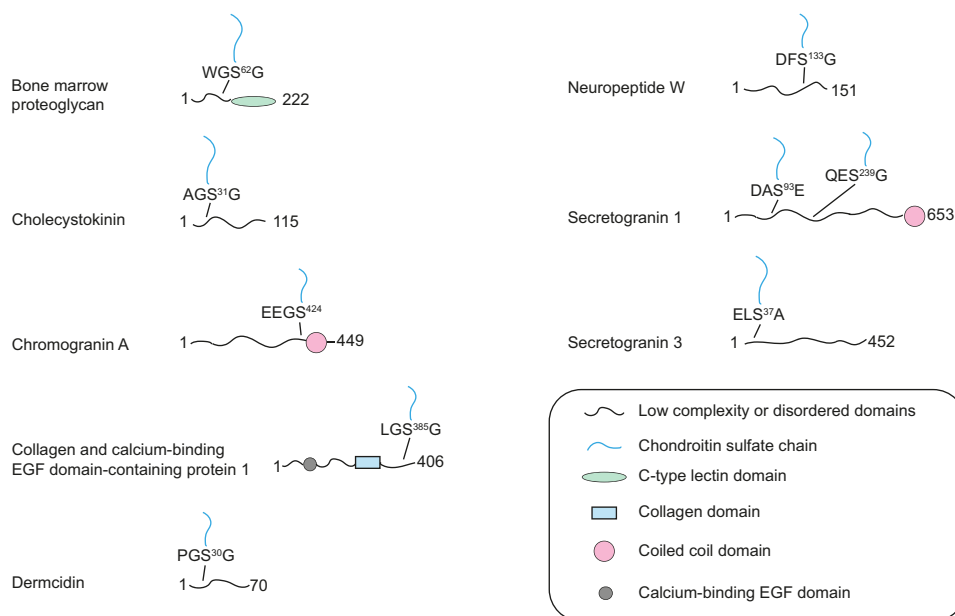 WGS⁶²G
Bone marrow
proteoglycan
1
222
AGS³¹G
Cholecystokinin
1
115
EEGS⁴²⁴
Chromogranin A
1
449
LGS³⁸⁵G
Collagen and calcium-binding
EGF domain-containing protein 1
1
406
PGS³⁰G
Dermcidin
1
70
DFS¹³³G
Neuropeptide W
1
151
DAS⁹³E
QES²³⁹G
Secretogranin 1
1
653
ELS³⁷A
Secretogranin 3
1
452
Low complexity or disordered domains
Chondroitin sulfate chain
C-type lectin domain
Collagen domain
Coiled coil domain
Calcium-binding EGF domain